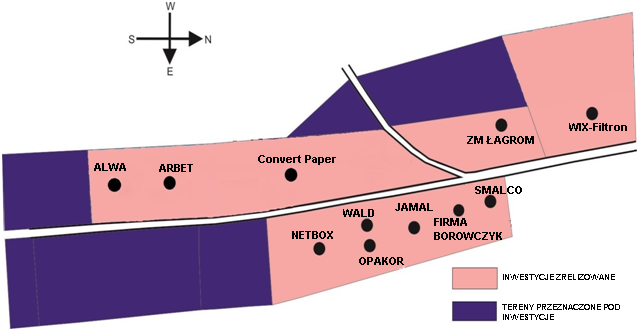 W
S
N
E
ZM ŁAGROM
WIX-Filtron
ALWA
ARBET
Convert Paper
SMALCO
WALD
JAMAL
FIRMA
BOROWCZYK
NETBOX
OPAKOR
INWESTYCJE ZRELIZOWANE
TERENY PRZEZNACZONE POD
INWESTYCJE